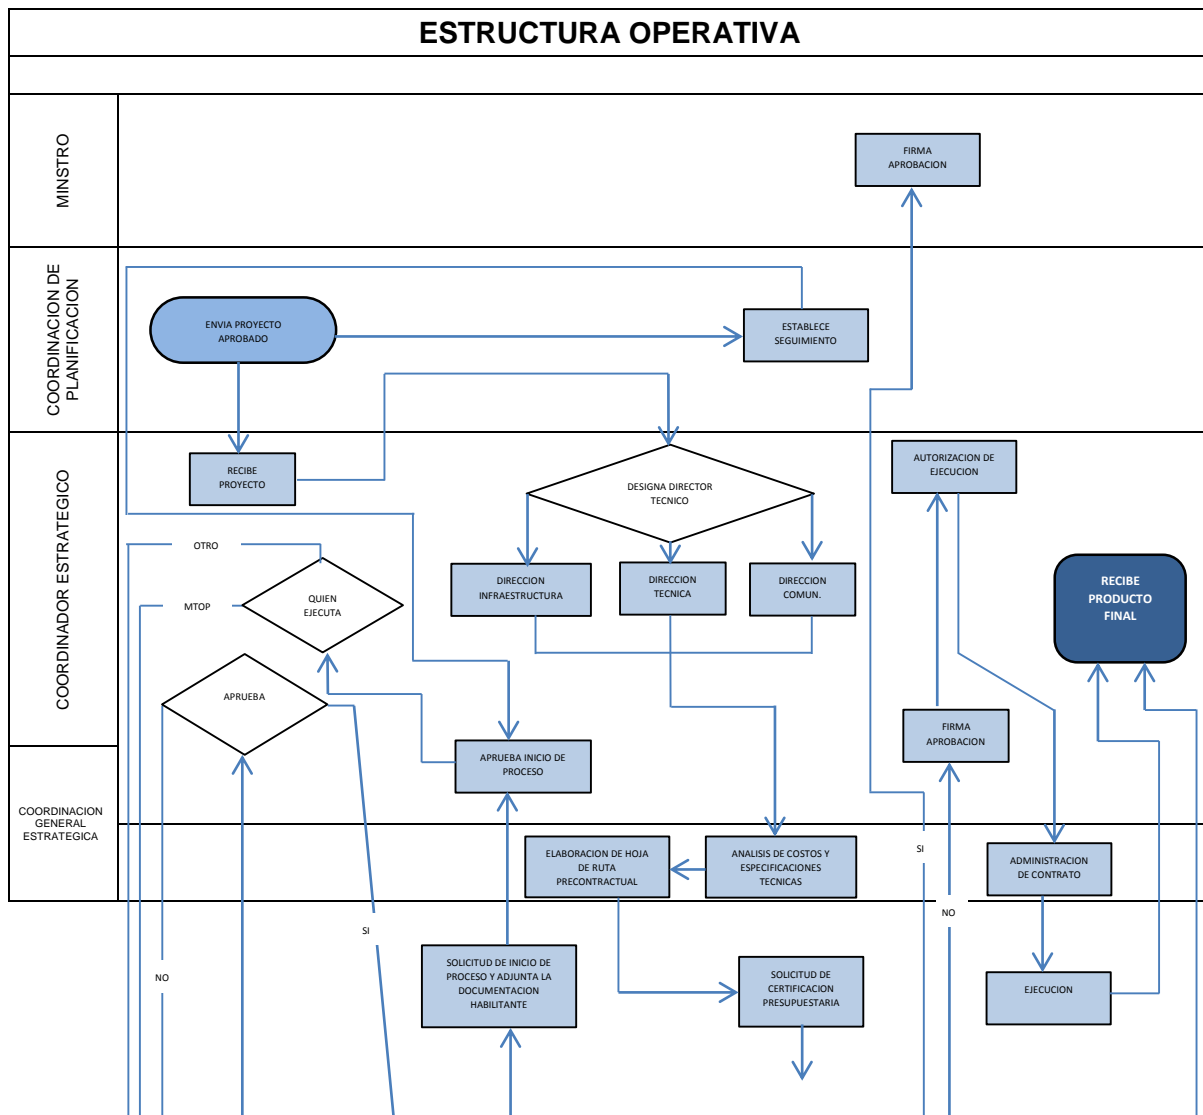 ESTRUCTURA OPERATIVA
MINSTRO
FIRMA
APROBACION
COORDINACION DE
PLANIFICACION
ENVIA PROYECTO
APROBADO
ESTABLECE
SEGUIMIENTO
COORDINADOR ESTRATEGICO
RECIBE
PROYECTO
DESIGNA DIRECTOR
TECNICO
AUTORIZACION DE
EJECUCION
OTRO
MTOP
QUIEN
EJECUTA
DIRECCION
INFRAESTRUCTURA
DIRECCION
TECNICA
DIRECCION
COMUN.
RECIBE
PRODUCTO
FINAL
APRUEBA
FIRMA
APROBACION
APRUEBA INICIO DE
PROCESO
COORDINACION
GENERAL
ESTRATEGICA
ELABORACION DE HOJA
DE RUTA
PRECONTRACTUAL
ANALISIS DE COSTOS Y
ESPECIFICACIONES
TECNICAS
SI
ADMINISTRACION
DE CONTRATO
NO
SI
NO
SOLICITUD DE INICIO DE
PROCESO Y ADJUNTA LA
DOCUMENTACION
HABILITANTE
SOLICITUD DE
CERTIFICACION
PRESUPUESTARIA
EJECUCION